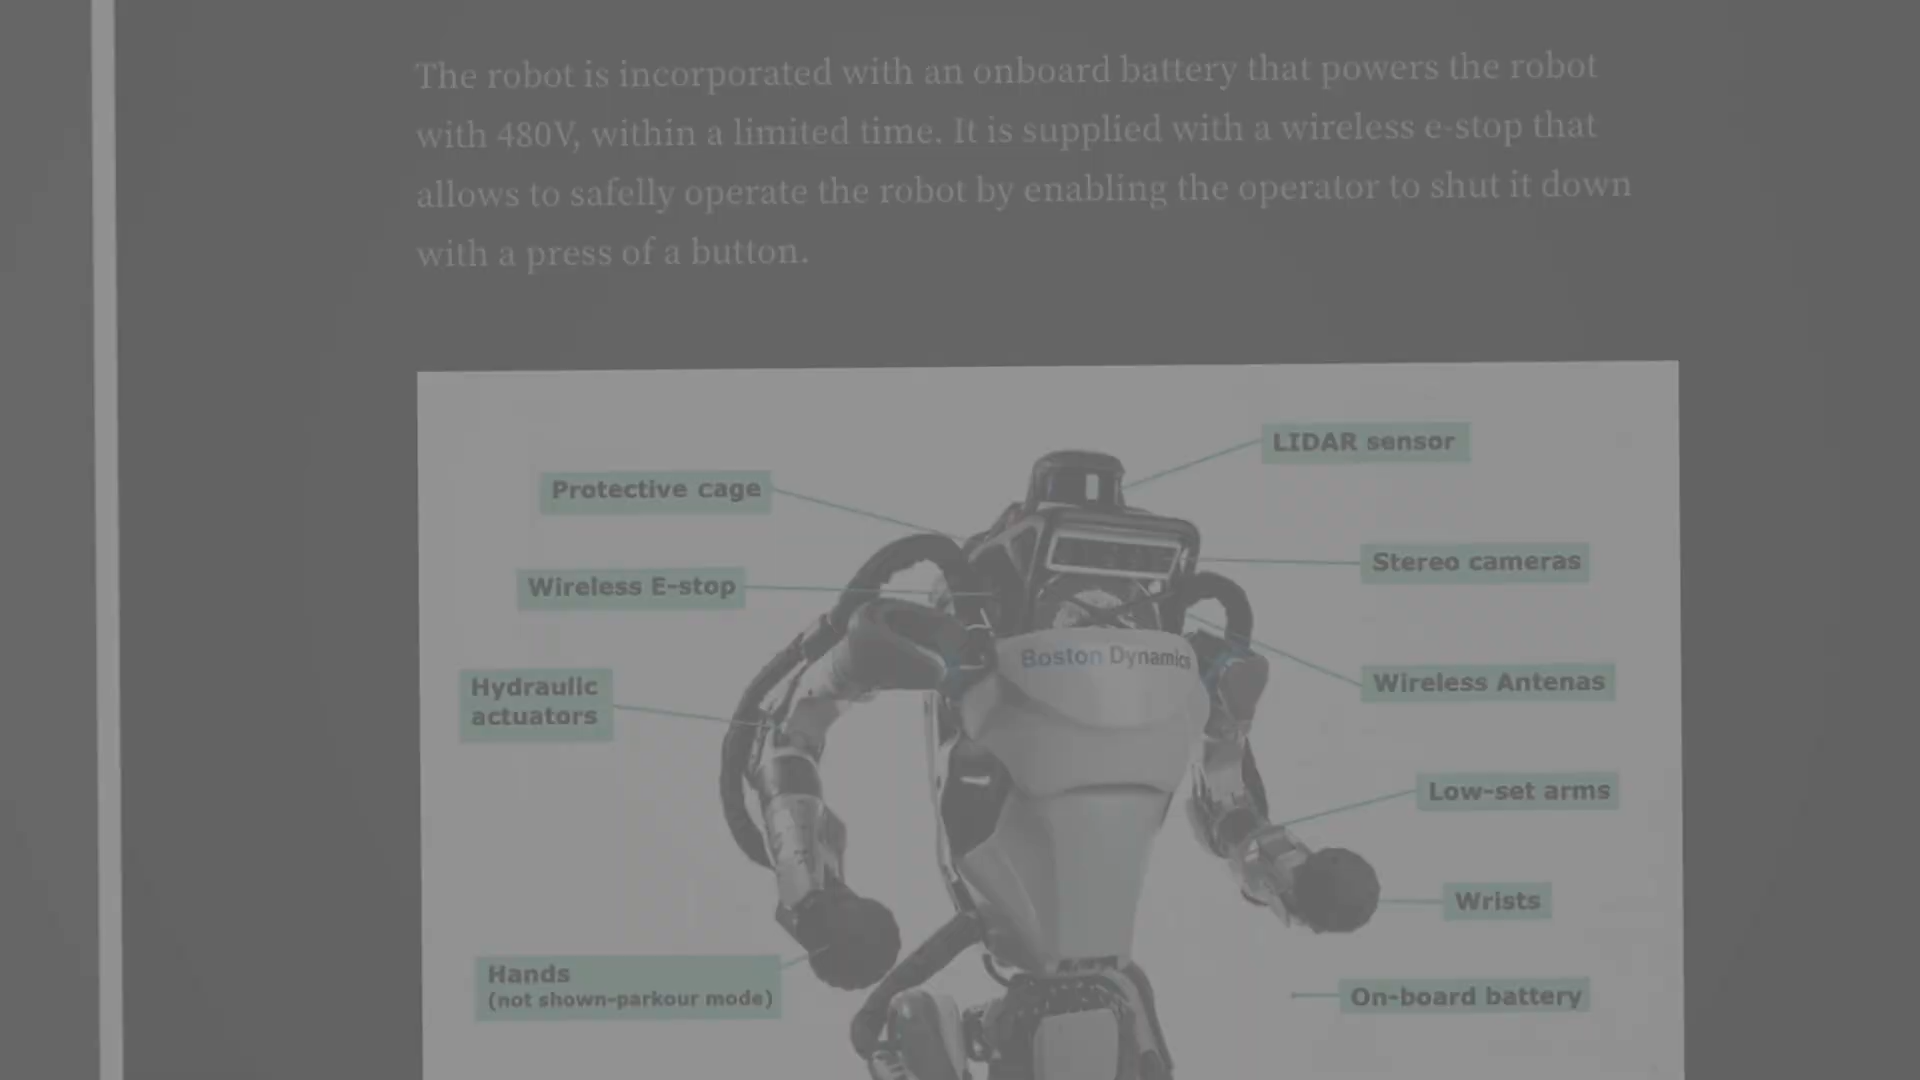 The robot is incorporated with an onboard battery that powers the robot
with 480V, within a limited time. It is supplied with a wireless e-stop that
allows to safelly operate the robot by enabling the operator to shut it down
with a press of a button.
LIDAR sensor
Protective cage
Stereo cameras
Wireless E-stop
Boston Dynamics
Wireless Antenas
Hydraulic
actuators
Low-set arms
Wrists
Hands
(not shown-parkour mode)
On-board battery